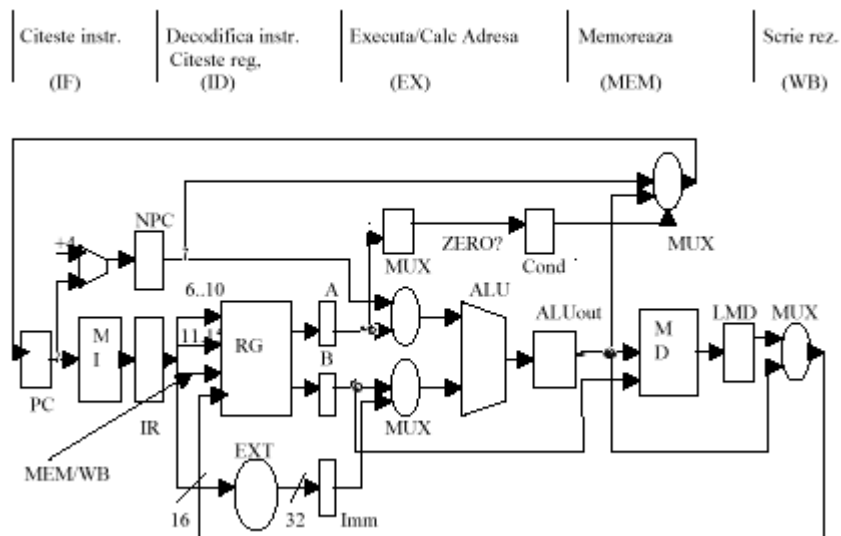 Citeste instr.
Decodifica instr.
Executa/Calc Adresa
Memoreaza
Scrie rez.
Citeste reg,
(IF)
(ID)
(EX)
(MEM)
(WB)
NPC
+4
ZERO?
MUX
Cond
MUX
6..10
A
ALU
ALUout
LMD
MUX
M
I
11..15
RG
M
D
B
PC
IR
MUX
MEM/WB
EXT
16
32
Imm